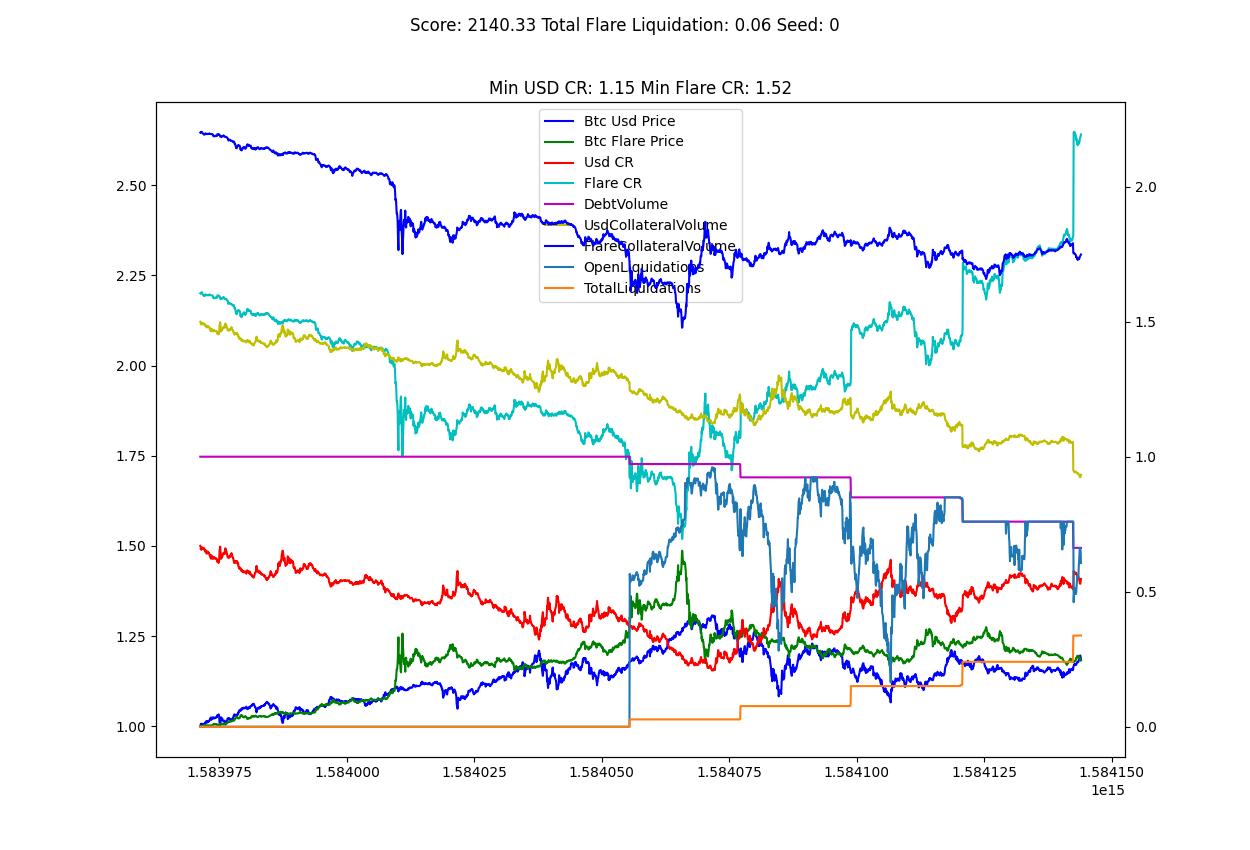 Score: 2140.33 Total Flare Liquidation: 0.06 Seed: 0
Min USD CR: 1.15 Min Flare CR: 1.52
Btc Usd Price
Btc Flare Price
Usd CR
Flare CR
DebtVolume
UsdCollateralVolume
FlareCollateralVolume
OpenLiquidations
TotalLiquidations
2.50
2.25
2.00
1.75
1.50
1.25
1.00
2.0
1.5
1.0
0.5
0.0
1.583975 1.584000 1.584025 1.584050 1.584075 1.584100 1.584125 1.584150
1e15